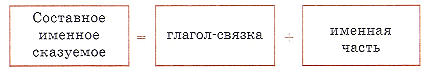 Составное
именное
сказуемое
=
глагол-связка
+
именная
часть